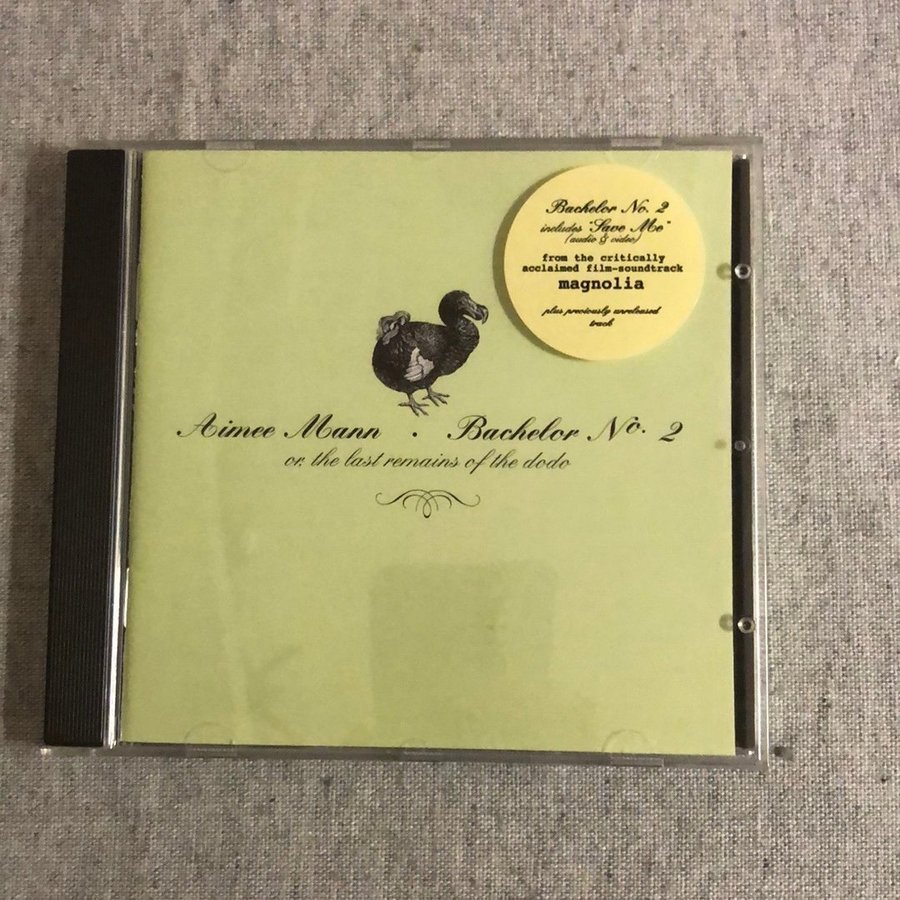 Bachelor No. 2
includes "Save Me"
(audio & video)
from the critically
acclaimed film-soundtrack
magnolia
plus previously unreleased
track
Aimee Mann · Bachelor No. 2
or, the last remains of the dodo